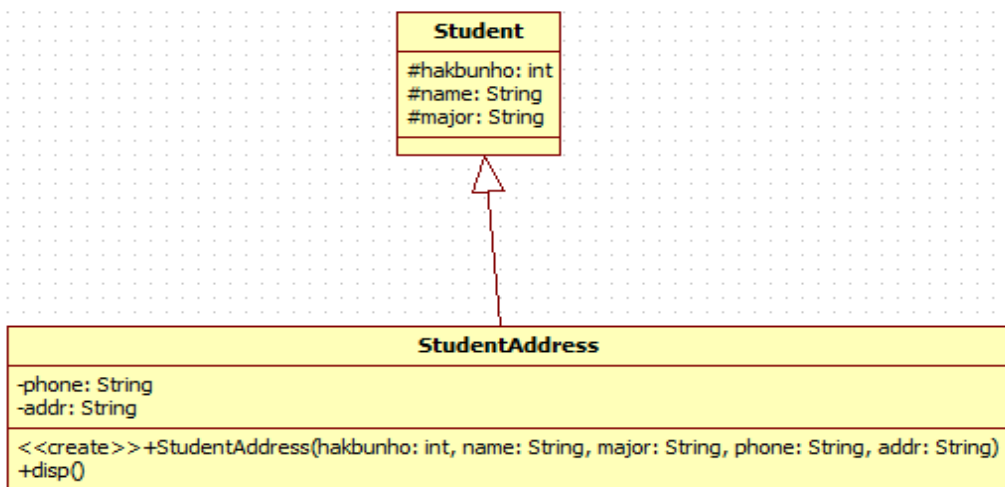 Student
#hakbunho: int
#name: String
#major: String
StudentAddress
-phone: String
-addr: String
<<create>>+StudentAddress(hakbunho: int, name: String, major: String, phone: String, addr: String)
+disp()